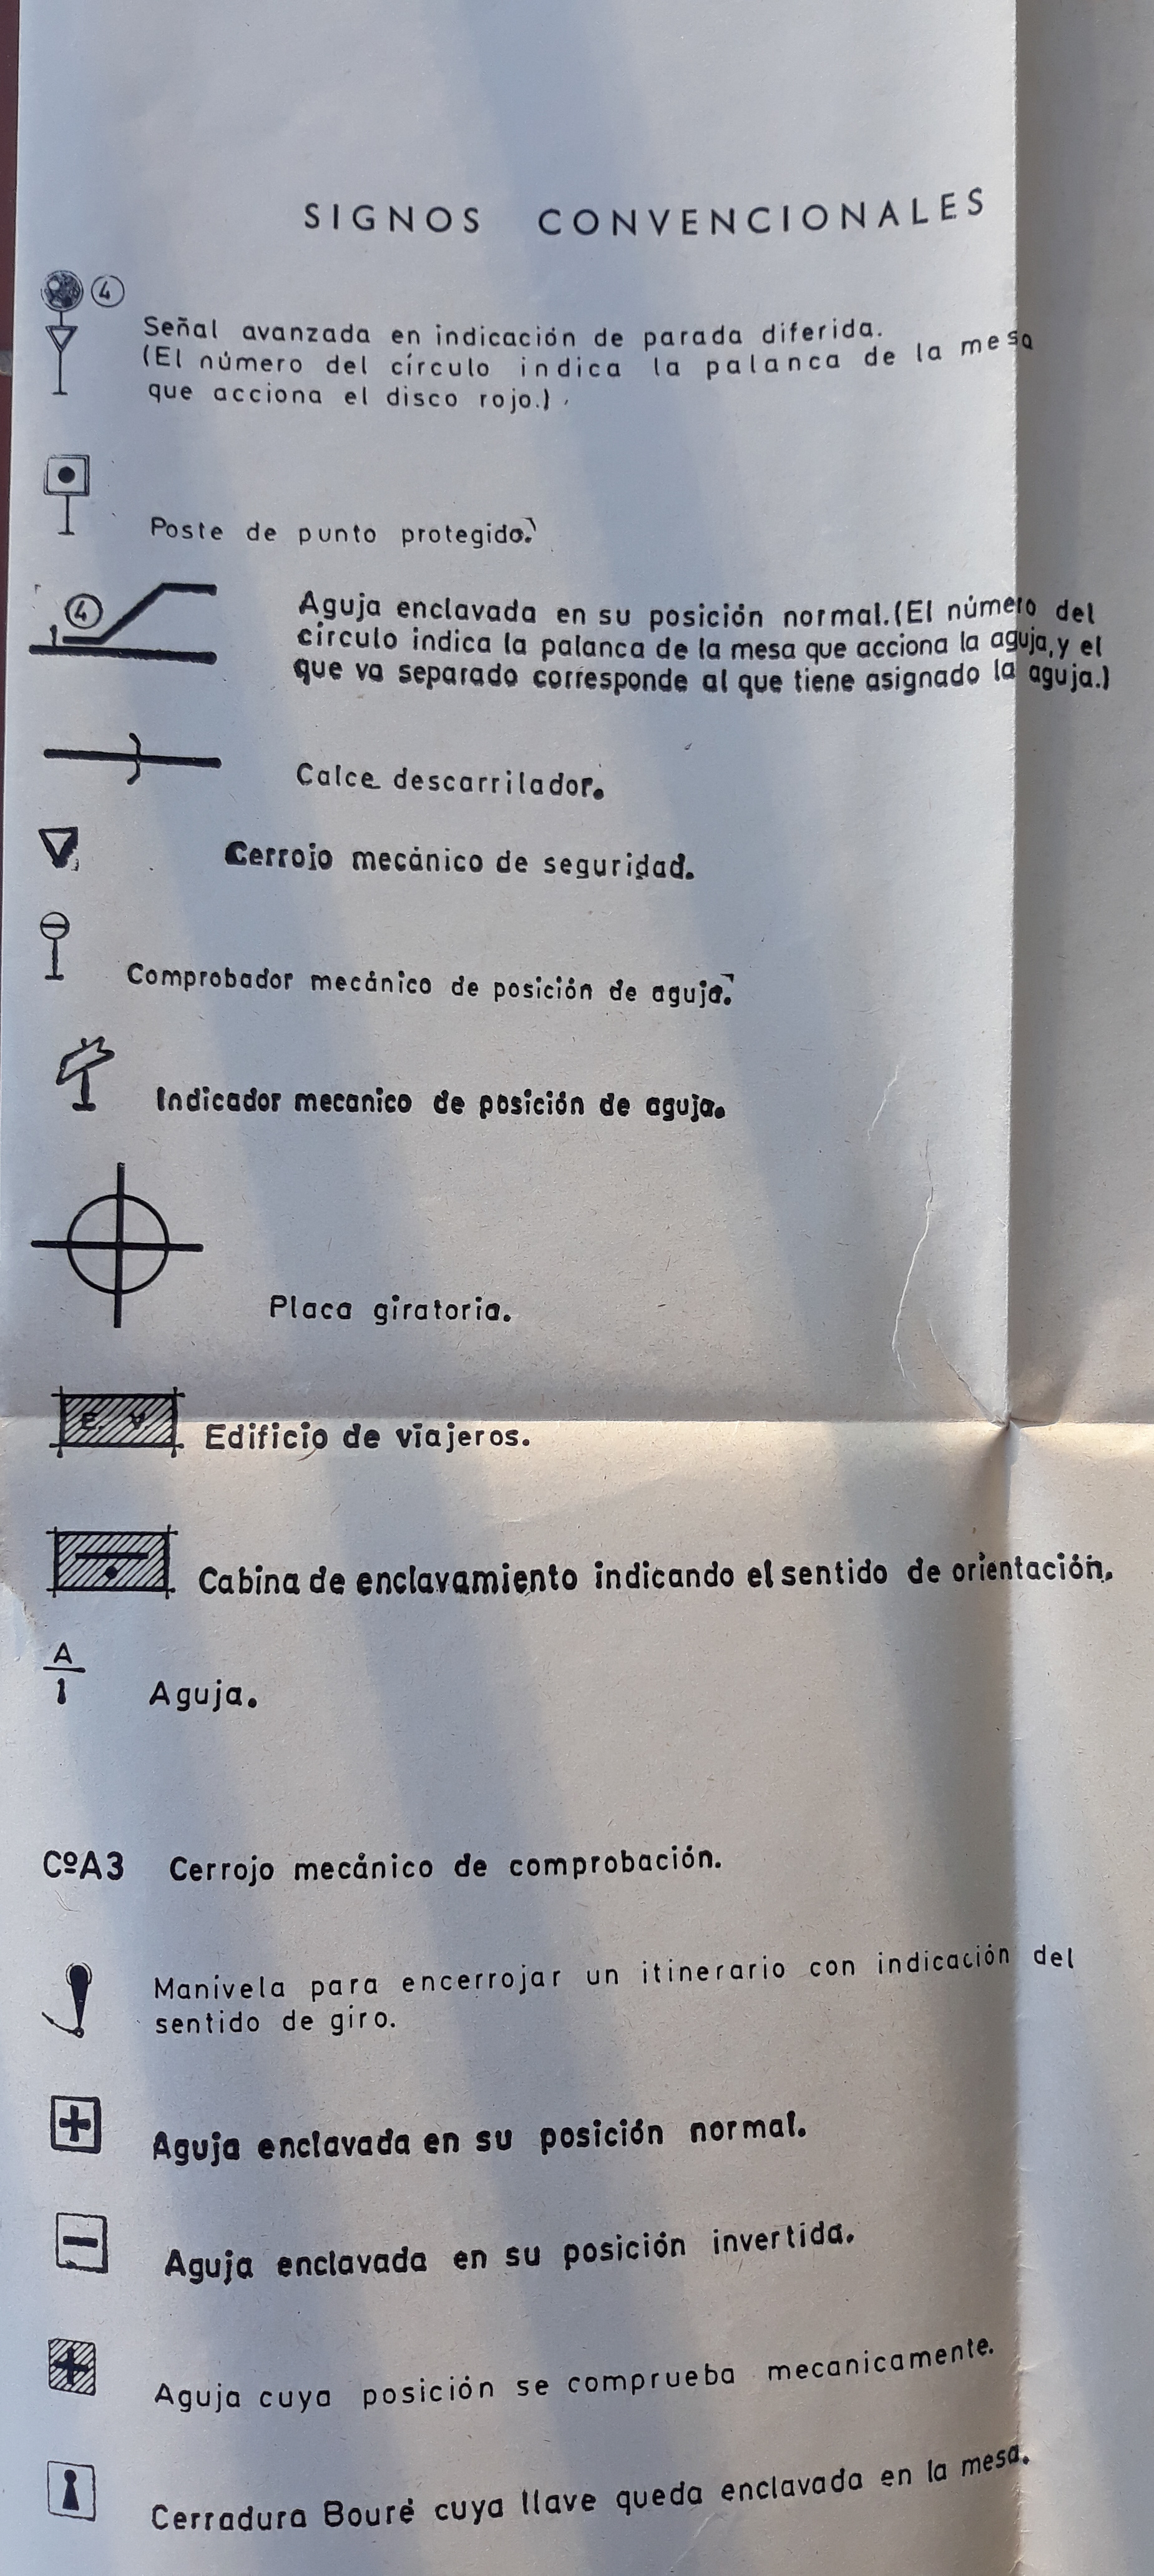 SIGNOS CONVENCIONALES
4
Señal avanzada en indicación de parada diferida.
(El número del círculo indica la palanca de la mesa
que acciona el disco rojo.)
Poste de punto protegido.
4
1
Aguja enclavada en su posición normal.(El número del
círculo indica la palanca de la mesa que acciona la aguja,y el
que va separado corresponde al que tiene asignado la aguja.)
Calce descarrilador.
Cerrojo mecánico de seguridad.
Comprobador mecánico de posición de aguja.
Indicador mecanico de posición de aguja.
Placa giratoria.
E. V
Edificio de viajeros.
Cabina de enclavamiento indicando el sentido de orientación.
A
1
Aguja.
CºA3 Cerrojo mecánico de comprobación.
Manivela para encerrojar un itinerario con indicación del
sentido de giro.
+
Aguja enclavada en su posición normal.
−
Aguja enclavada en su posición invertida.
+
Aguja cuya posición se comprueba mecanicamente.
Cerradura Bouré cuya llave queda enclavada en la mesa.